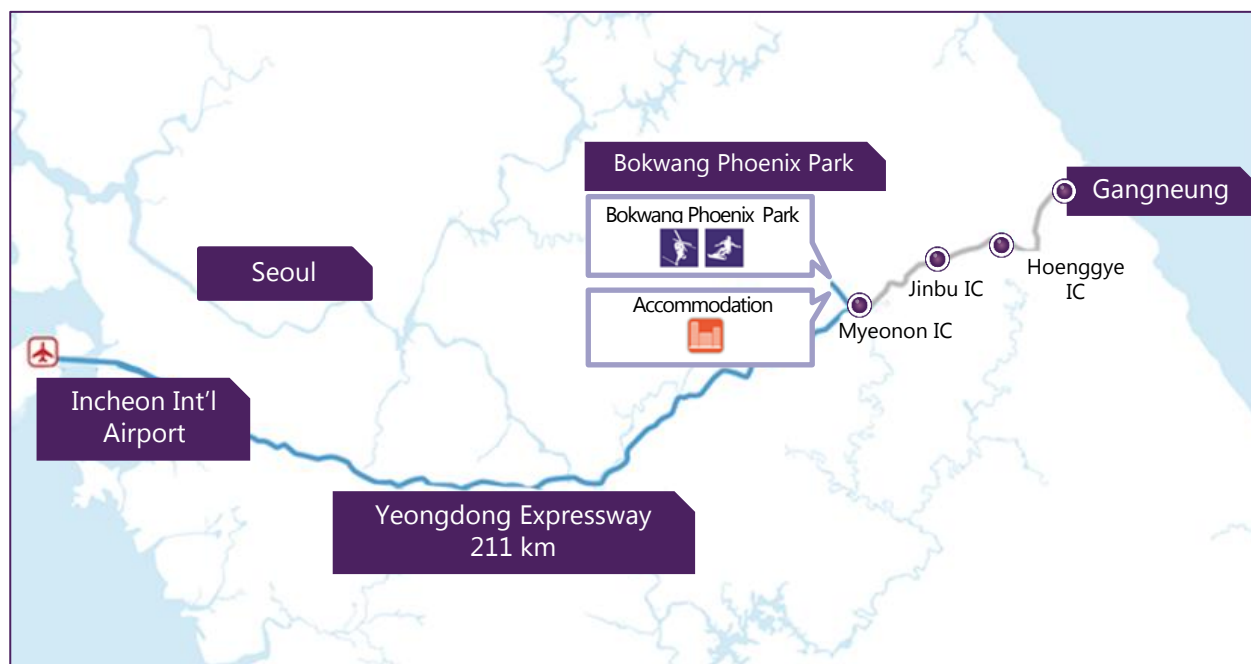 Bokwang Phoenix Park
Bokwang Phoenix Park
Gangneung
Seoul
Hoenggye
IC
Jinbu IC
Accommodation
Myeonon IC
Incheon Int'l
Airport
Yeongdong Expressway
211 km